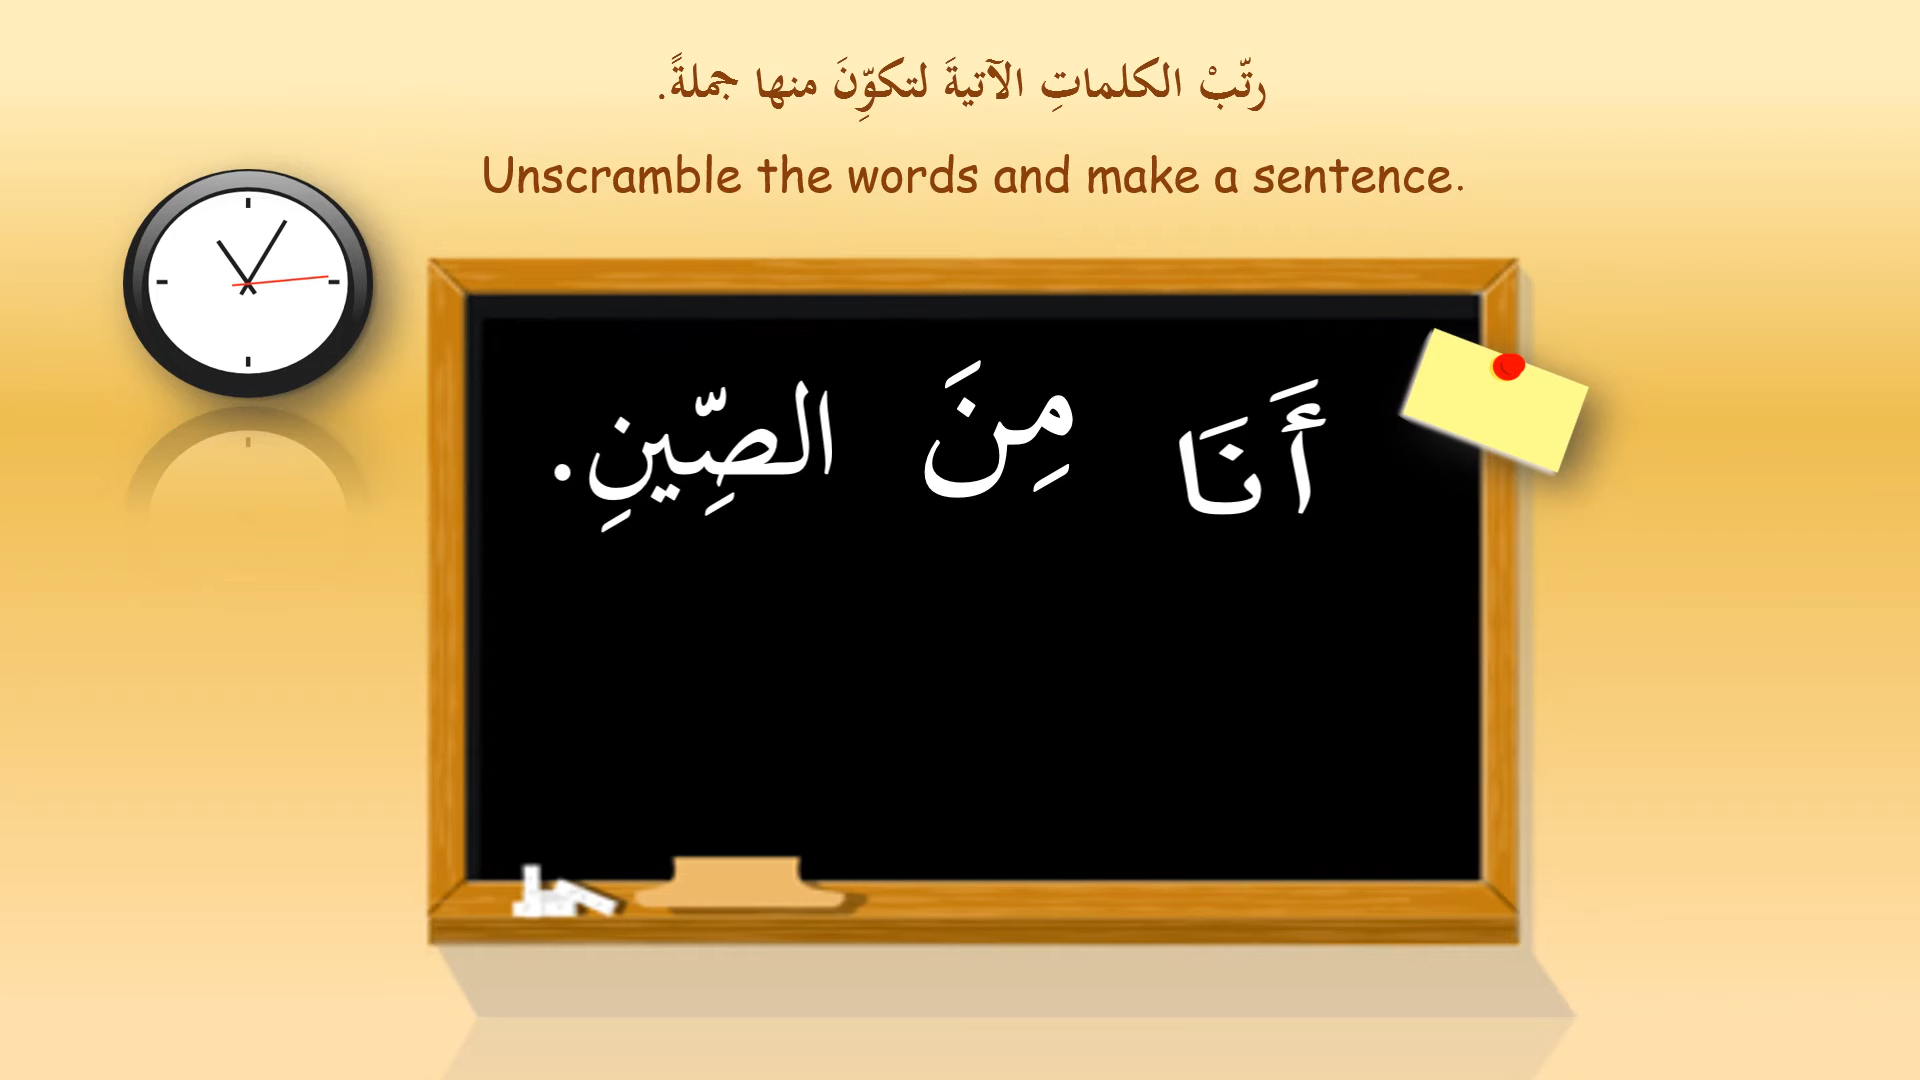 رتّبْ الكلماتِ الآتيةَ لتكوِّنَ منها جملةً.
Unscramble the words and make a sentence.
أَنَا مِنَ الصِّينِ.